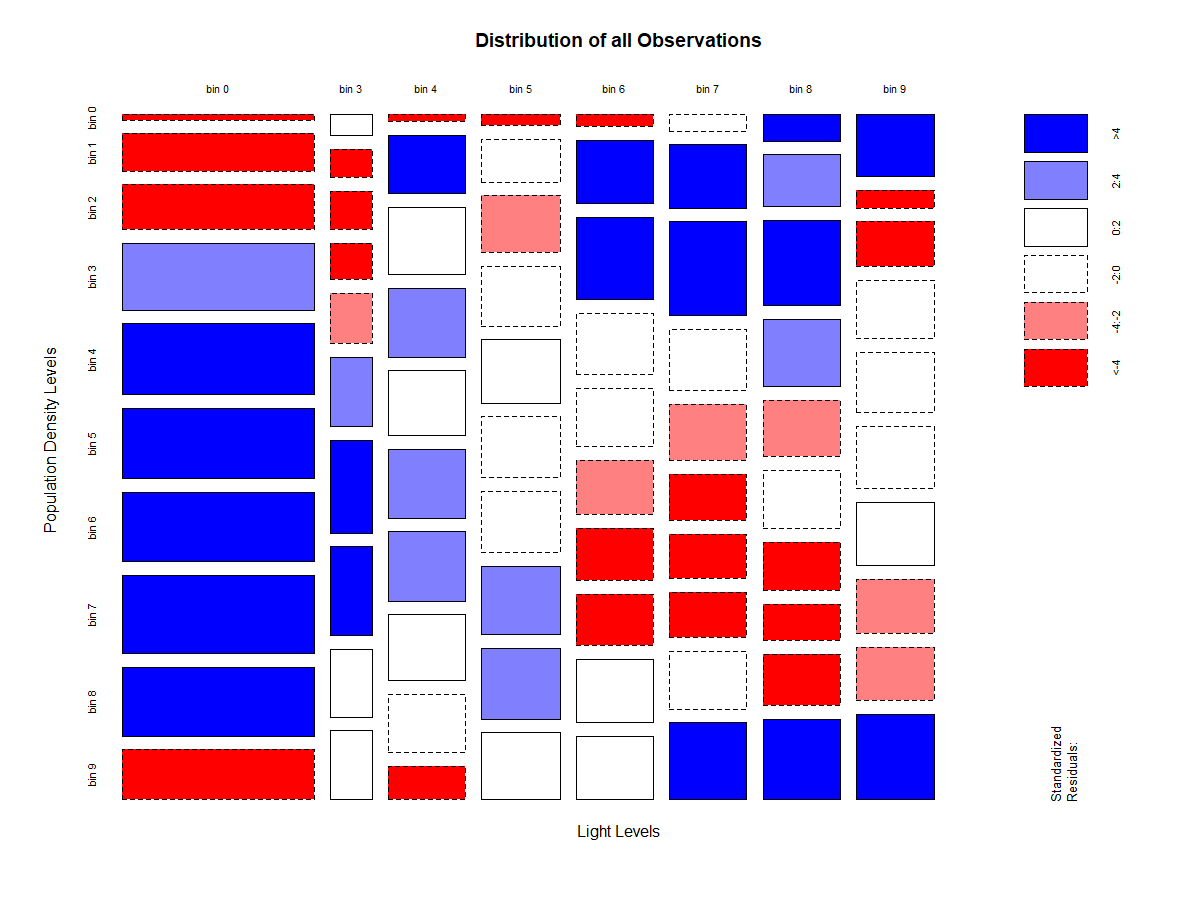 Distribution of all Observations
bin 0 bin 3 bin 4 bin 5 bin 6 bin 7 bin 8 bin 9
bin 0
bin 1
bin 2
bin 3
bin 4
bin 5
bin 6
bin 7
bin 8
bin 9
Population Density Levels
Light Levels
>4
2:4
0:2
-2:0
-4:-2
<-4
Standardized
Residuals: